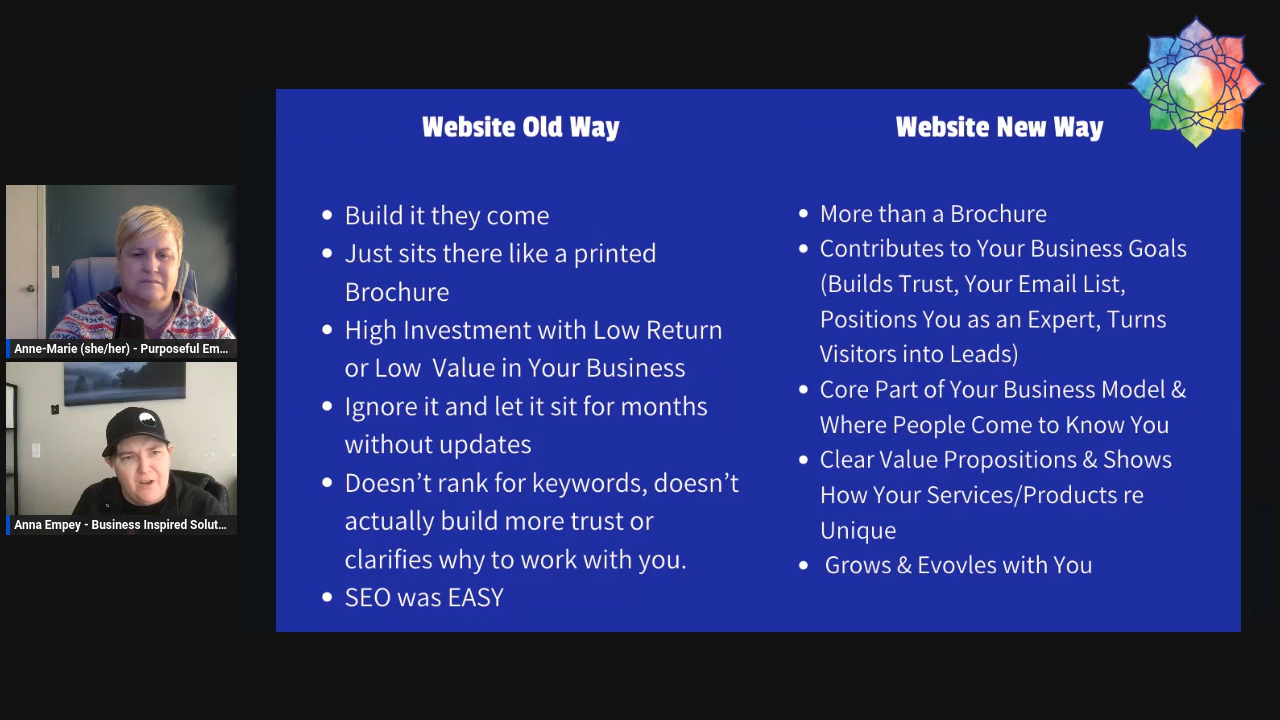 Website Old Way
Build it they come
Just sits there like a printed
Brochure
High Investment with Low Return
or Low Value in Your Business
Ignore it and let it sit for months
without updates
Doesn’t rank for keywords, doesn’t
actually build more trust or
clarifies why to work with you.
SEO was EASY
Website New Way
More than a Brochure
Contributes to Your Business Goals
(Builds Trust, Your Email List,
Positions You as an Expert, Turns
Visitors into Leads)
Core Part of Your Business Model &
Where People Come to Know You
Clear Value Propositions & Shows
How Your Services/Products re
Unique
Grows & Evovles with You
Anne-Marie (she/her) - Purposeful Em...
Anna Empey - Business Inspired Solut...